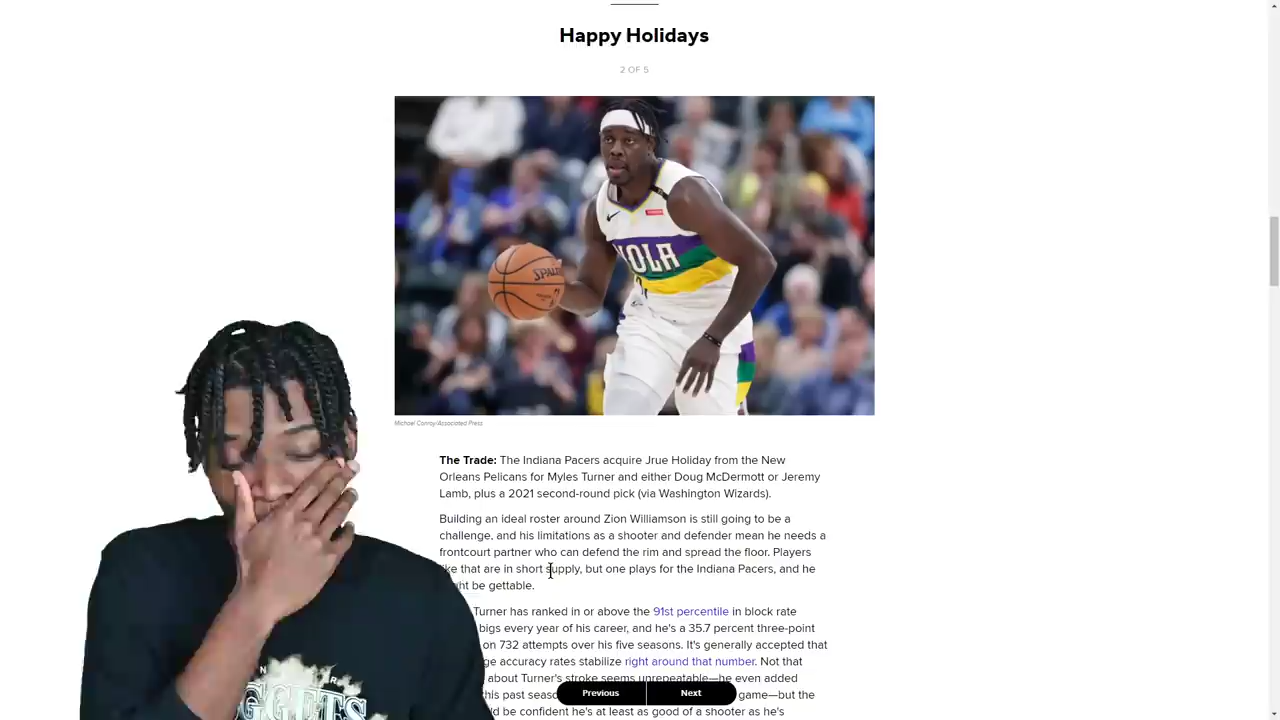 Happy Holidays
2 OF 5
SPALDING
NOLA
Michael Conroy/Associated Press
The Trade: The Indiana Pacers acquire Jrue Holiday from the New
Orleans Pelicans for Myles Turner and either Doug McDermott or Jeremy
Lamb, plus a 2021 second-round pick (via Washington Wizards).
Building an ideal roster around Zion Williamson is still going to be a
challenge, and his limitations as a shooter and defender mean he needs a
frontcourt partner who can defend the rim and spread the floor. Players
that are in short supply, but one plays for the Indiana Pacers, and he
be gettable.
Turner has ranked in or above the 91st percentile in block rate
bigs every year of his career, and he's a 35.7 percent three-point
on 732 attempts over his five seasons. It's generally accepted that
accuracy rates stabilize right around that number. Not that
about Turner's stroke seems unrepeatable—he even added
this past game—but the
be confident he's at least as good of a shooter as he's
Previous
Next